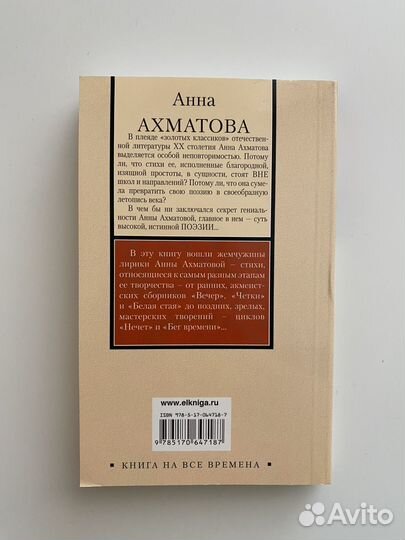 Анна
АХМАТОВА
В плеяде «золотых классиков» отечествен-
ной литературы XX столетия Анна Ахматова
выделяется особой неповторимостью. Потому
ли, что стихи ее, исполненные благородной,
изящной простоты, в сущности, стоят ВНЕ
школ и направлений? Потому ли, что она суме-
ла превратить свою поэзию в своеобразную
летопись века?
В чем бы ни заключался секрет гениаль-
ности Анны Ахматовой, главное в нем – суть
высокой, истинной ПОЭЗИИ...
В эту книгу вошли жемчужины
лирики Анны Ахматовой – стихи,
относящиеся к самым разным этапам
ее творчества – от ранних, акмеист-
ских сборников «Вечер», «Четки»
и «Белая стая» до поздних, зрелых,
мастерских творений – циклов
«Нечет» и «Бег времени»...
www.elkniga.ru
ISBN 978-5-17-064718-7
9 785170 647187
КНИГА НА ВСЕ ВРЕМЕНА
Avito